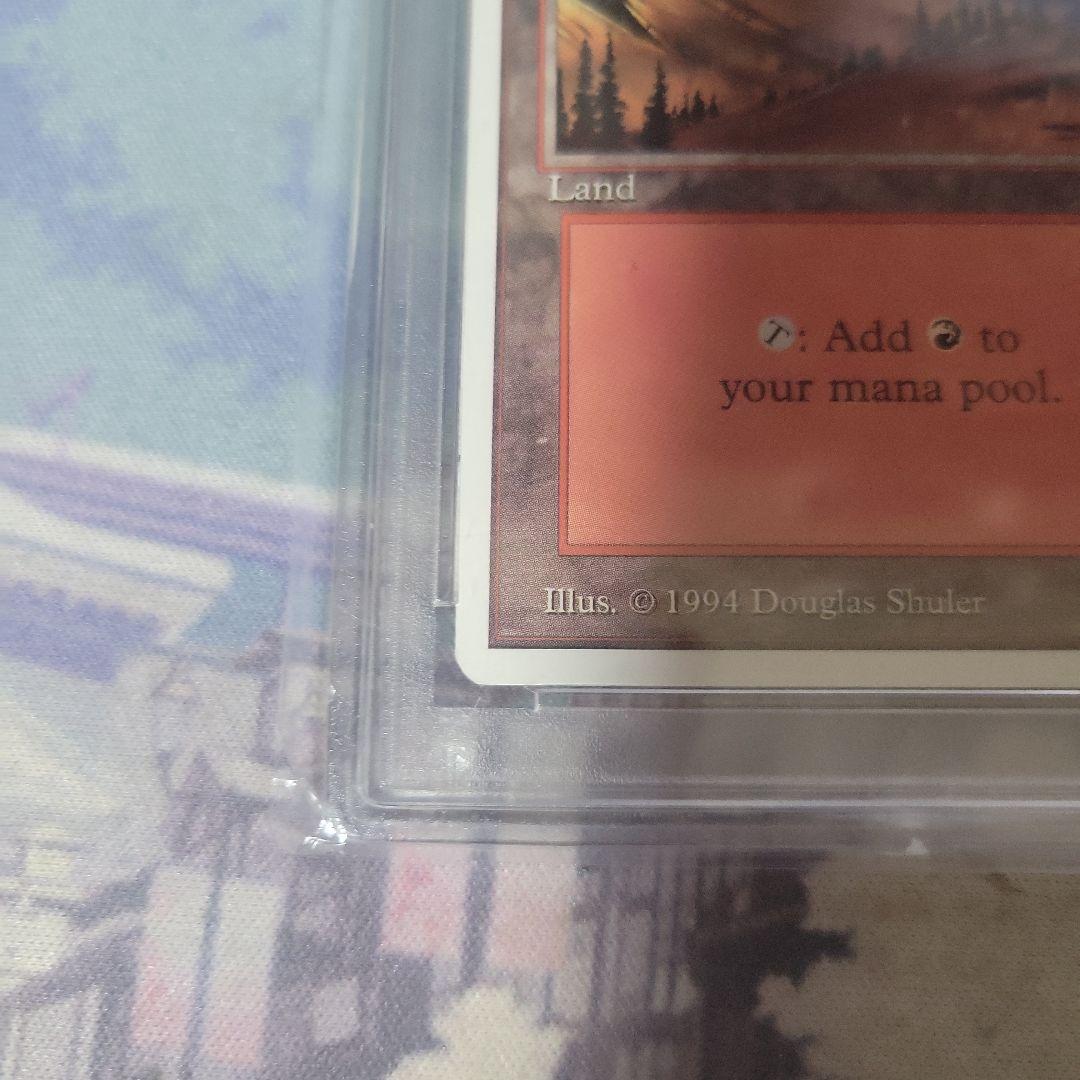 Land
T: Add to
your mana pool.
Illus. © 1994 Douglas Shuler